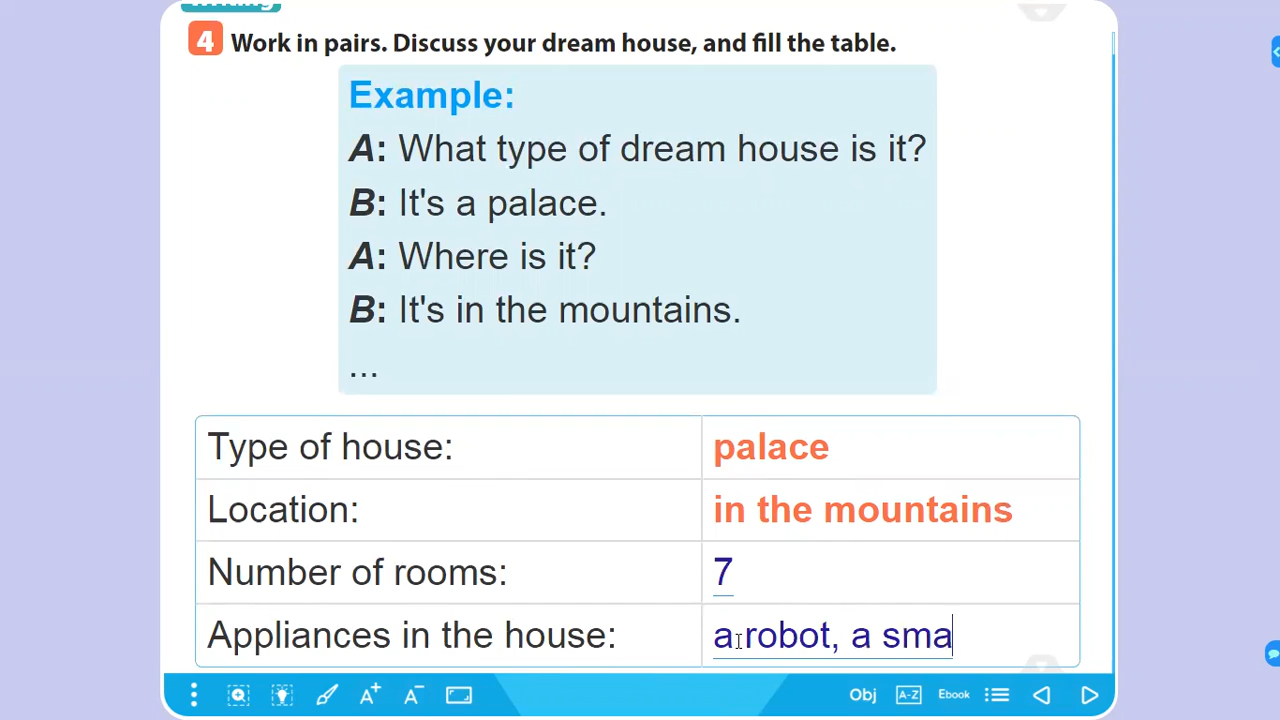 Writing
4 Work in pairs. Discuss your dream house, and fill the table.
Example:
A: What type of dream house is it?
B: It's a palace.
A: Where is it?
B: It's in the mountains.
...
Type of house: palace
Location: in the mountains
Number of rooms: 7
Appliances in the house: a robot, a sma
A+ A- Obj A-Z Ebook